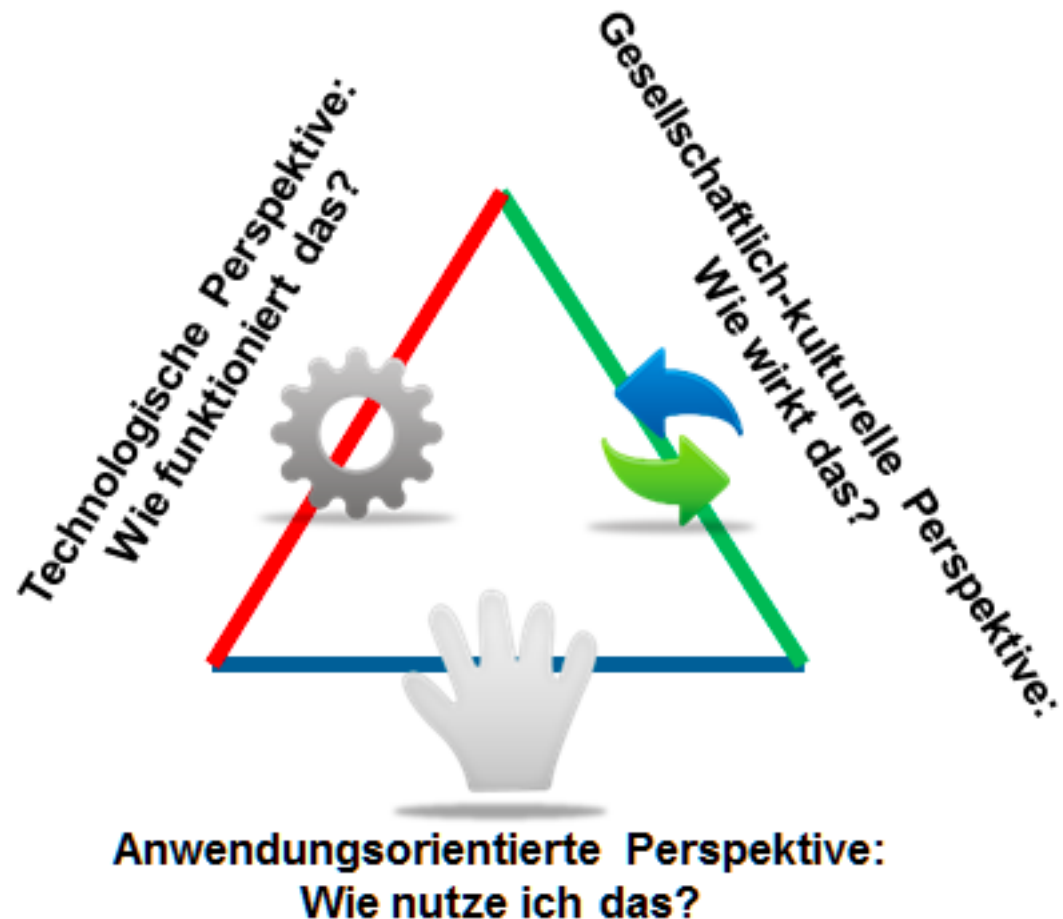 Technologische Perspektive:
Wie funktioniert das?
Gesellschaftlich-kulturelle Perspektive:
Wie wirkt das?
Anwendungsorientierte Perspektive:
Wie nutze ich das?